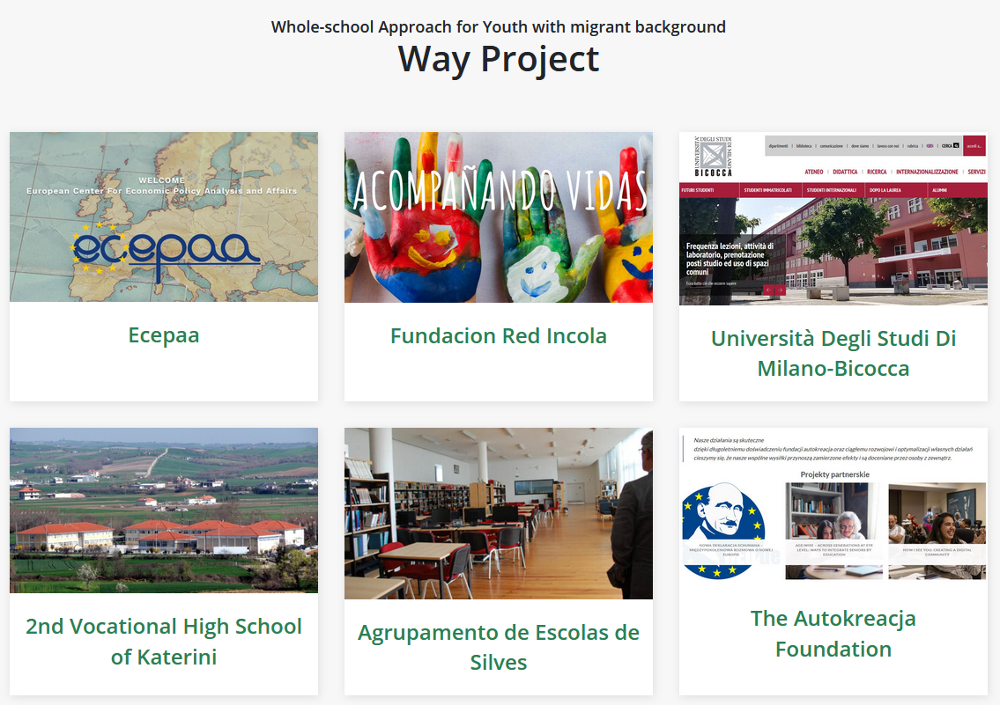 Whole-school Approach for Youth with migrant background
Way Project
WELCOME
European Center For Economic Policy Analysis and Affairs
ecepaa
Ecepaa
ACOMPAÑANDO VIDAS
Fundacion Red Incola
UNIVERSITÀ DEGLI STUDI DI MILANO
BICOCCA
dipartimenti | biblioteca | comunicazione | dove siamo | lavora con noi | rubrica | CERCA accedi a...
ATENEO | DIDATTICA | RICERCA | INTERNAZIONALIZZAZIONE | SERVIZI
FUTURI STUDENTI STUDENTI IMMATRICOLATI STUDENTI INTERNAZIONALI DOPO LA LAUREA ALUMNI
Frequenza lezioni, attività di
laboratorio, prenotazione
posti studio ed uso di spazi
comuni
Ecco tutto ciò che occorre sapere
Università Degli Studi Di
Milano-Bicocca
2nd Vocational High School
of Katerini
Agrupamento de Escolas de
Silves
Nasze działania są skuteczne
dzięki długoletniemu doświadczeniu fundacji autokreacja oraz ciągłemu rozwojowi i optymalizacji własnych działań
cieszymy się, że nasze wspólne wysiłki przynoszą zamierzone efekty i są doceniane przez osoby z zewnątrz.
Projekty partnerskie
NOWA DEKLARACJA SCHUMANA –
MIĘDZYPOKOLENIOWA ROZMOWA O NOWEJ
EUROPIE
AGE-WISE – ACROSS GENERATIONS AT EYE
LEVEL: WAYS TO INTEGRATE SENIORS BY
EDUCATION
HOW I SEE YOU: CREATING A DIGITAL
COMMUNITY
The Autokreacja
Foundation